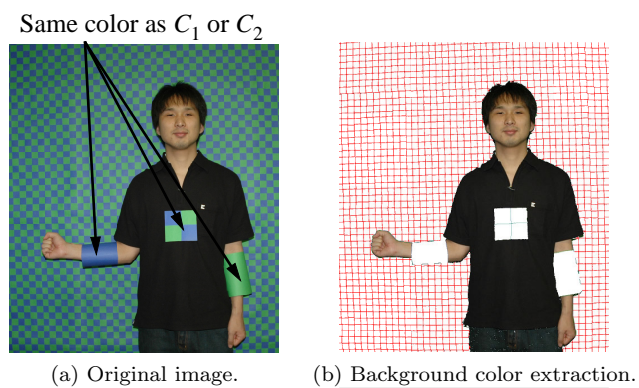 Same color as C1 or C2
(a) Original image.
(b) Background color extraction.